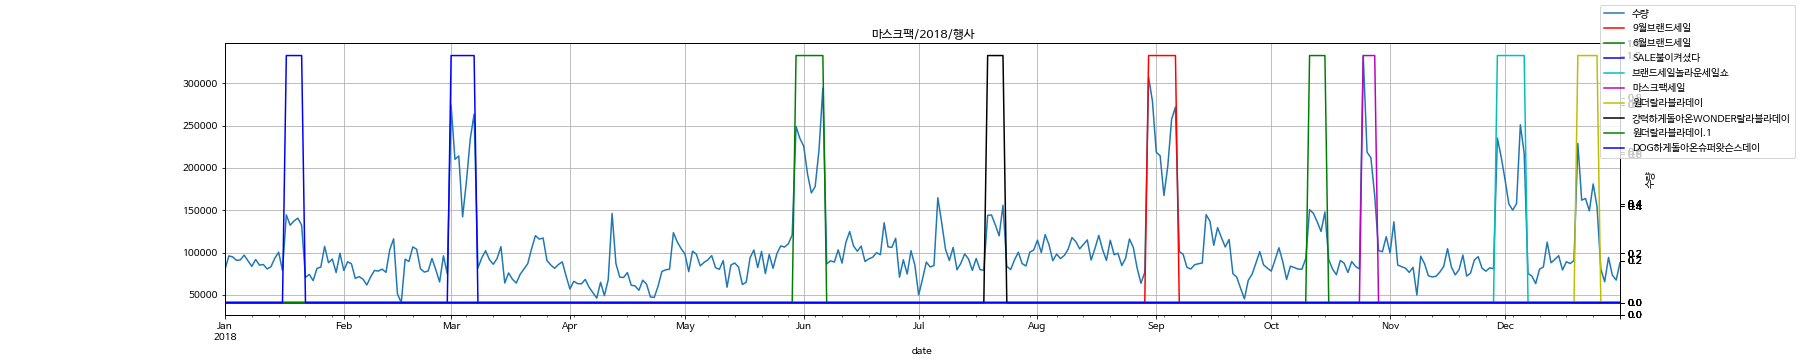 마스크팩/2018/행사
300000
250000
200000
150000
100000
50000
Jan
2018
Feb
Mar
Apr
May
Jun
Jul
Aug
Sep
Oct
Nov
Dec
date
수량
0.2
0.2
0.0
0.0
수량
9월브랜드세일
6월브랜드세일
SALE불이켜셨다
브랜드세일놀라운세일쇼
마스크팩세일
원더랄라블라데이
강력하게돌아온WONDER랄라블라데이
원더랄라블라데이.1
DOG하게돌아온슈퍼왓슨스데이